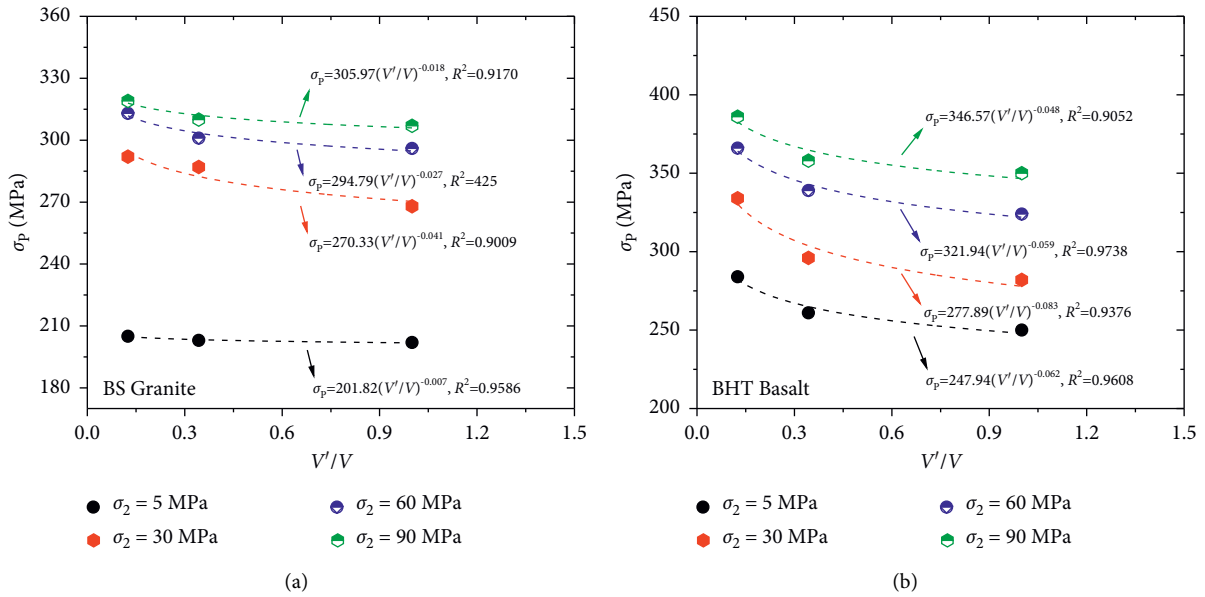 360
330
300
270
240
210
180
σP (MPa)
σP=305.97(V′/V)-0.018, R2=0.9170
σP=294.79(V′/V)-0.027, R2=425
σP=270.33(V′/V)-0.041, R2=0.9009
σP=201.82(V′/V)-0.007, R2=0.9586
BS Granite
0.0 0.3 0.6 0.9 1.2 1.5
V′/V
σ2 = 5 MPa
σ2 = 30 MPa
σ2 = 60 MPa
σ2 = 90 MPa
(a)
450
400
350
300
250
200
σP (MPa)
σP=346.57(V′/V)-0.048, R2=0.9052
σP=321.94(V′/V)-0.059, R2=0.9738
σP=277.89(V′/V)-0.083, R2=0.9376
σP=247.94(V′/V)-0.062, R2=0.9608
BHT Basalt
0.0 0.3 0.6 0.9 1.2 1.5
V′/V
σ2 = 5 MPa
σ2 = 30 MPa
σ2 = 60 MPa
σ2 = 90 MPa
(b)